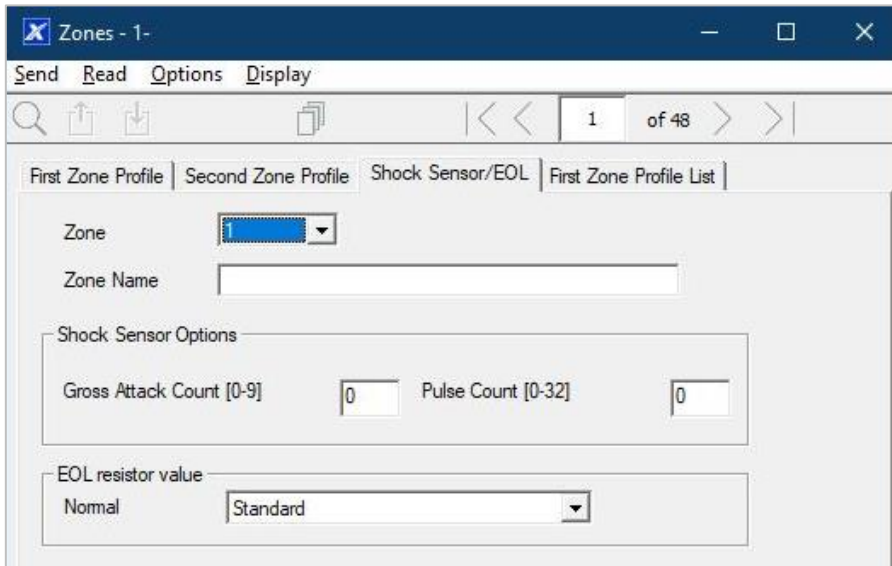 X Zones - 1-
Send Read Options Display
1 of 48
First Zone Profile Second Zone Profile Shock Sensor/EOL First Zone Profile List
Zone 1
Zone Name
Shock Sensor Options
Gross Attack Count [0-9] 0 Pulse Count [0-32] 0
EOL resistor value
Normal Standard